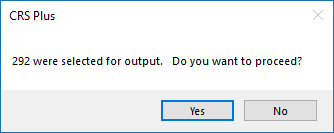 CRS Plus
292 were selected for output.   Do you want to proceed?
Yes No